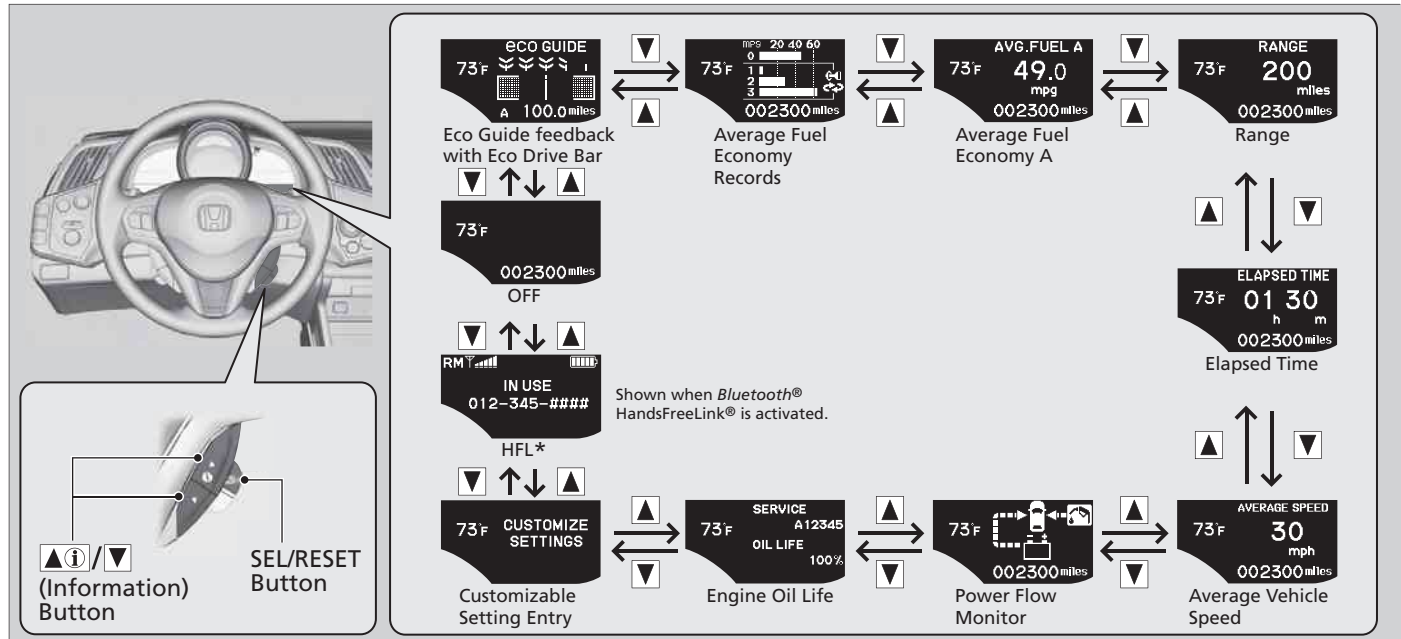 eco GUIDE
73°F
A 100.0 miles
Eco Guide feedback
with Eco Drive Bar
▼
▲
mpg 20 40 60
0
73°F 1
2
3
002300 miles
Average Fuel
Economy
Records
▼
▲
AVG.FUEL A
73°F 49.0
mpg
002300 miles
Average Fuel
Economy A
▼
▲
RANGE
73°F 200
miles
002300 miles
Range
▼ ▲
73°F
002300 miles
OFF
▲ ▼
ELAPSED TIME
73°F 01 30
h m
002300 miles
Elapsed Time
▼ ▲
RM
IN USE
012-345-####
HFL*
Shown when Bluetooth®
HandsFreeLink® is activated.
▲ ▼
▼ ▲
73°F CUSTOMIZE
SETTINGS
Customizable
Setting Entry
▲
▼
SERVICE
73°F A12345
OIL LIFE
100%
Engine Oil Life
▲
▼
73°F
002300 miles
Power Flow
Monitor
▲
▼
AVERAGE SPEED
73°F 30
mph
002300 miles
Average Vehicle
Speed
▲ⓘ/▼
(Information)
Button
SEL/RESET
Button